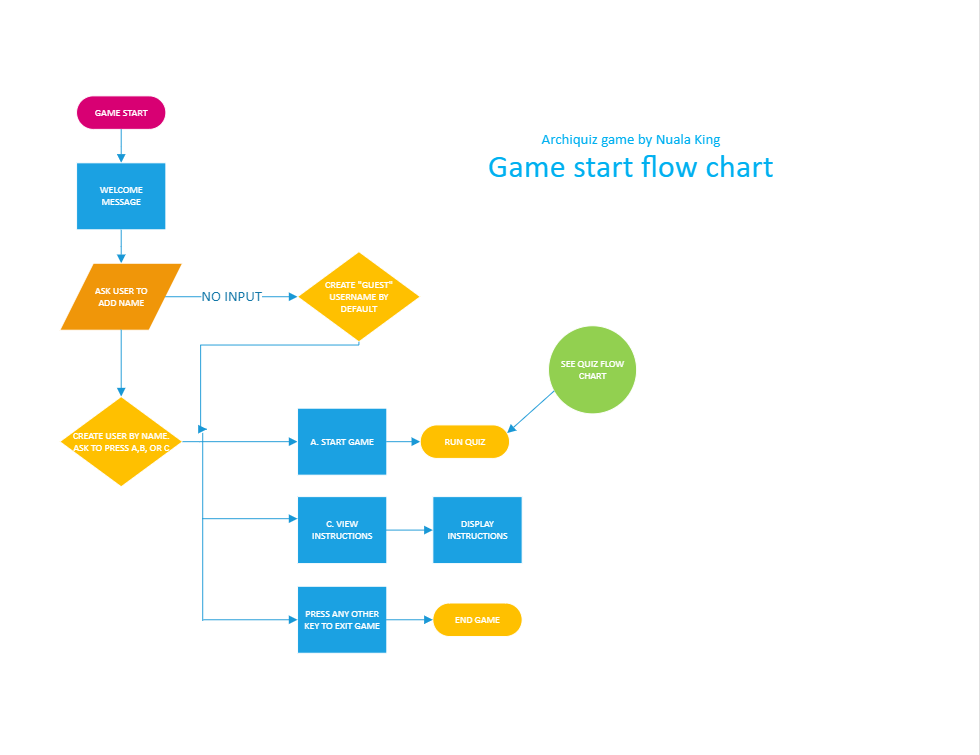 GAME START
Archiquiz game by Nuala King
Game start flow chart
WELCOME
MESSAGE
ASK USER TO
ADD NAME
NO INPUT
CREATE "GUEST"
USERNAME BY
DEFAULT
SEE QUIZ FLOW
CHART
CREATE USER BY NAME.
ASK TO PRESS A,B, OR C
A. START GAME
RUN QUIZ
C. VIEW
INSTRUCTIONS
DISPLAY
INSTRUCTIONS
PRESS ANY OTHER
KEY TO EXIT GAME
END GAME